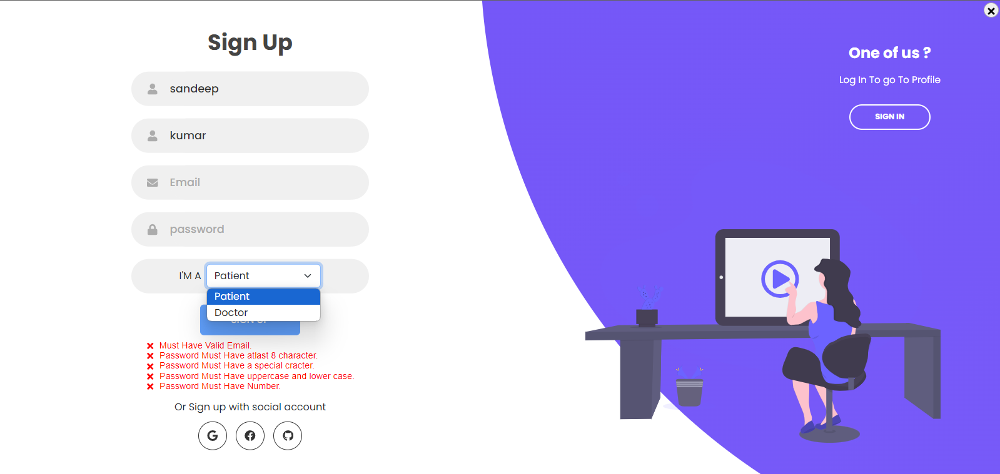 Sign Up
sandeep
kumar
Email
password
I'M A Patient
Patient
Doctor
Must Have Valid Email.
Password Must Have atlast 8 character.
Password Must Have a special cracter.
Password Must Have uppercase and lower case.
Password Must Have Number.
Or Sign up with social account
One of us ?
Log In To go To Profile
SIGN IN